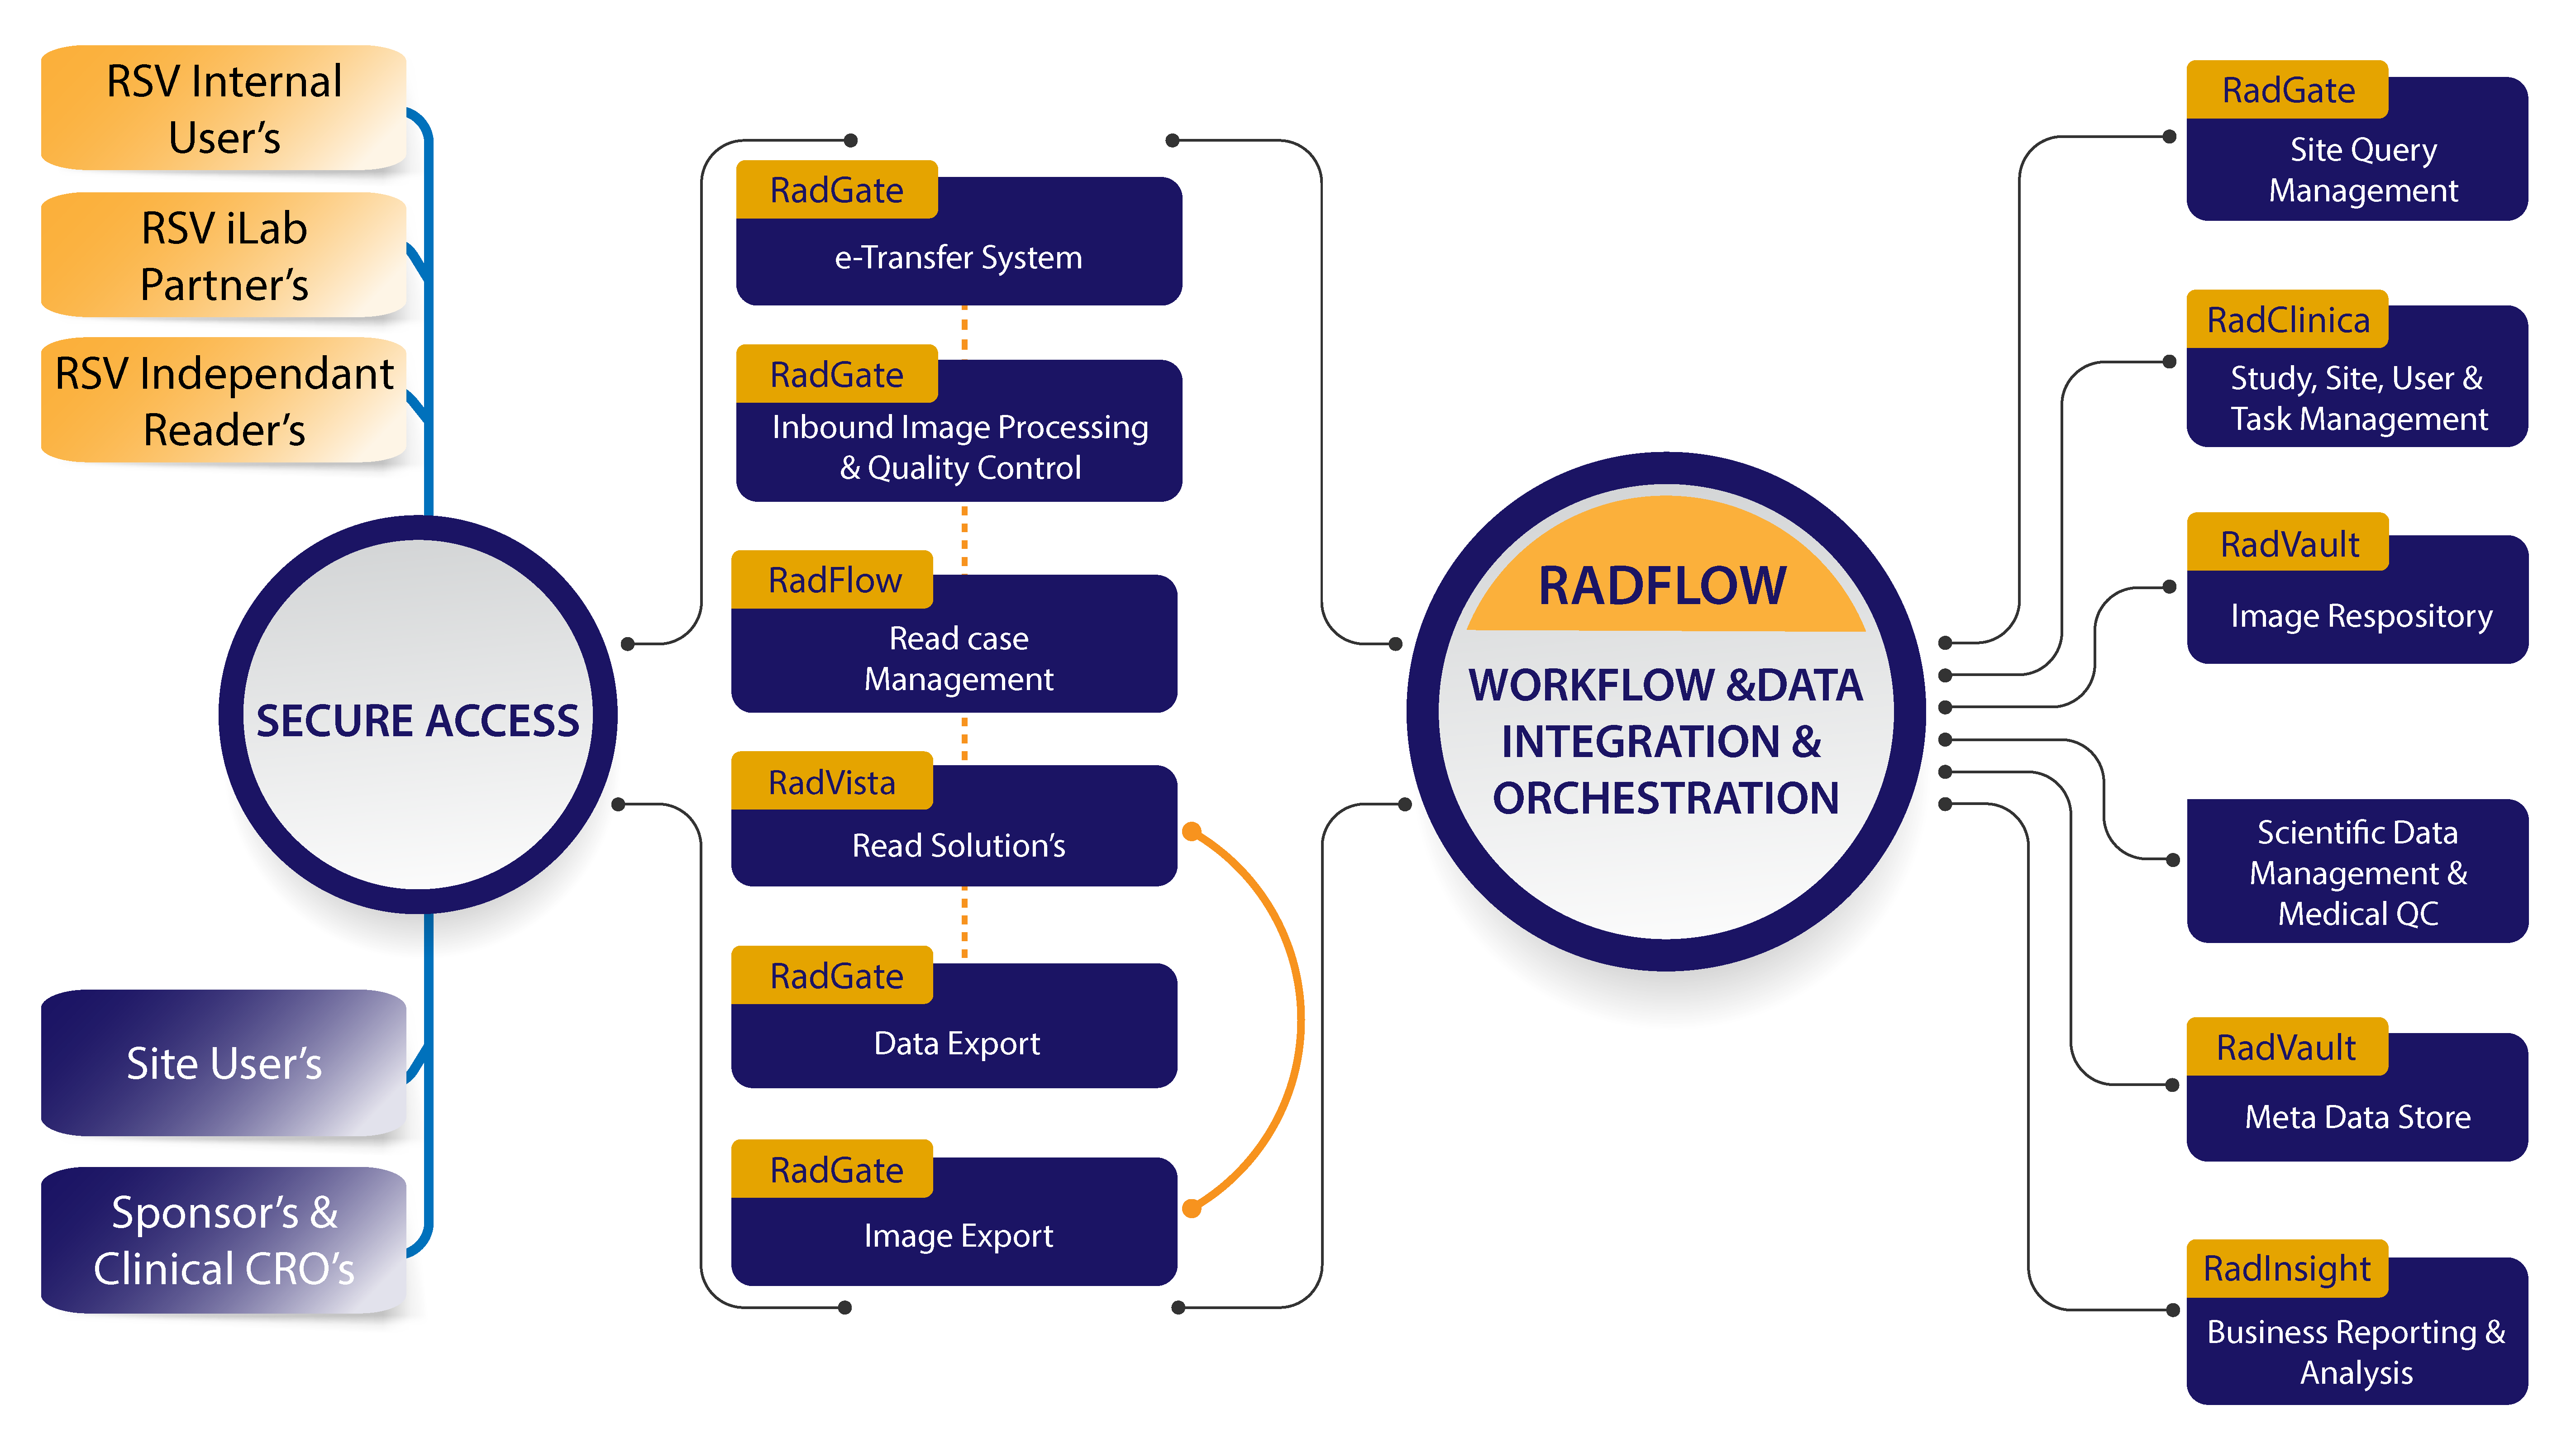 RSV Internal
User’s
RSV iLab
Partner’s
RSV Independant
Reader’s
SECURE ACCESS
Site User’s
Sponsor’s &
Clinical CRO’s
RadGate
e-Transfer System
RadGate
Inbound Image Processing
& Quality Control
RadFlow
Read case
Management
RadVista
Read Solution’s
RadGate
Data Export
RadGate
Image Export
RADFLOW
WORKFLOW &DATA
INTEGRATION &
ORCHESTRATION
RadGate
Site Query
Management
RadClinica
Study, Site, User &
Task Management
RadVault
Image Respository
Scientific Data
Management &
Medical QC
RadVault
Meta Data Store
RadInsight
Business Reporting &
Analysis